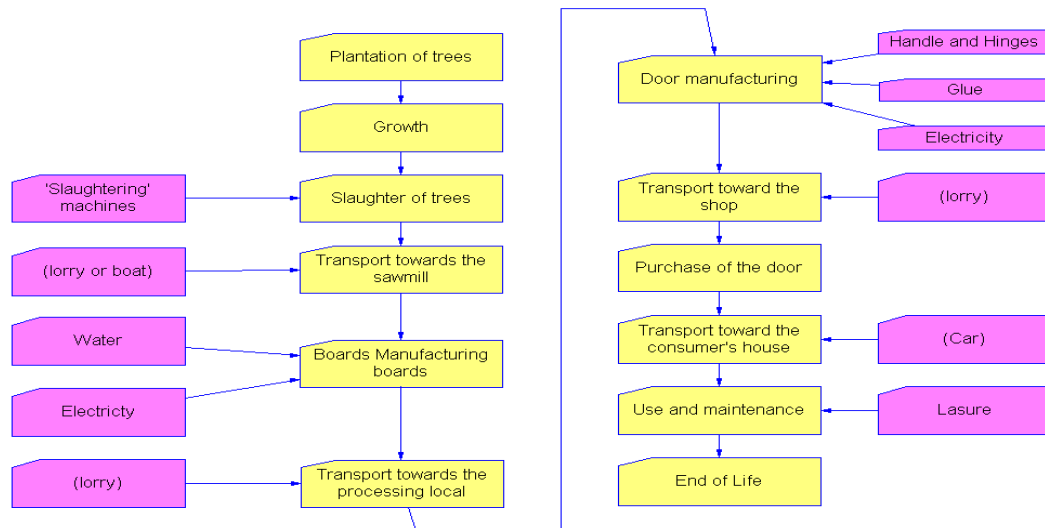 Plantation of trees
Growth
'Slaughtering'
machines
Slaughter of trees
(lorry or boat)
Transport towards the
sawmill
Water
Boards Manufacturing
boards
Electricty
(lorry)
Transport towards the
processing local
Handle and Hinges
Door manufacturing
Glue
Electricity
Transport toward the
shop
(lorry)
Purchase of the door
Transport toward the
consumer's house
(Car)
Use and maintenance
Lasure
End of Life